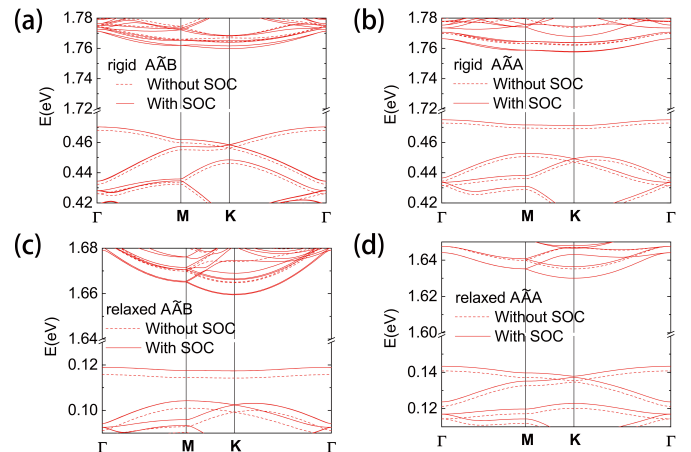 (a)
1.78
1.76
1.74
1.72
0.46
0.44
0.42
E(eV)
rigid AÃB
Without SOC
With SOC
Γ M K Γ
(b)
1.78
1.76
1.74
1.72
0.46
0.44
0.42
E(eV)
rigid AÃA
Without SOC
With SOC
Γ M K Γ
(c)
1.68
1.66
1.64
0.12
0.10
E(eV)
relaxed AÃB
Without SOC
With SOC
Γ M K Γ
(d)
1.64
1.62
1.60
0.14
0.12
E(eV)
relaxed AÃA
Without SOC
With SOC
Γ M K Γ